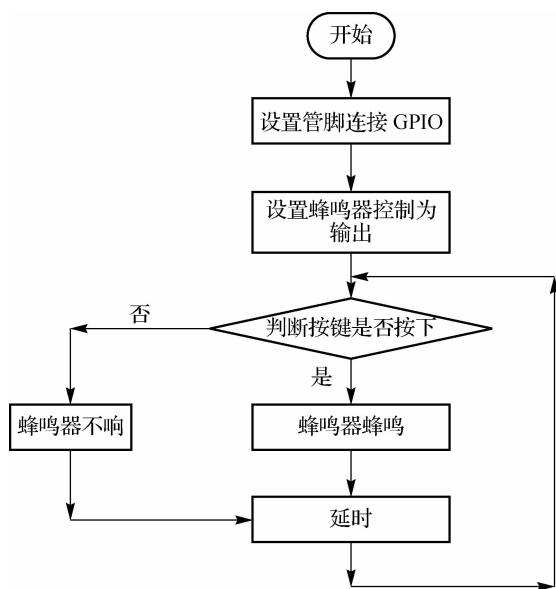 开始
设置管脚连接 GPIO
设置蜂鸣器控制为
输出
判断按键是否按下
否
是
蜂鸣器不响
蜂鸣器蜂鸣
延时